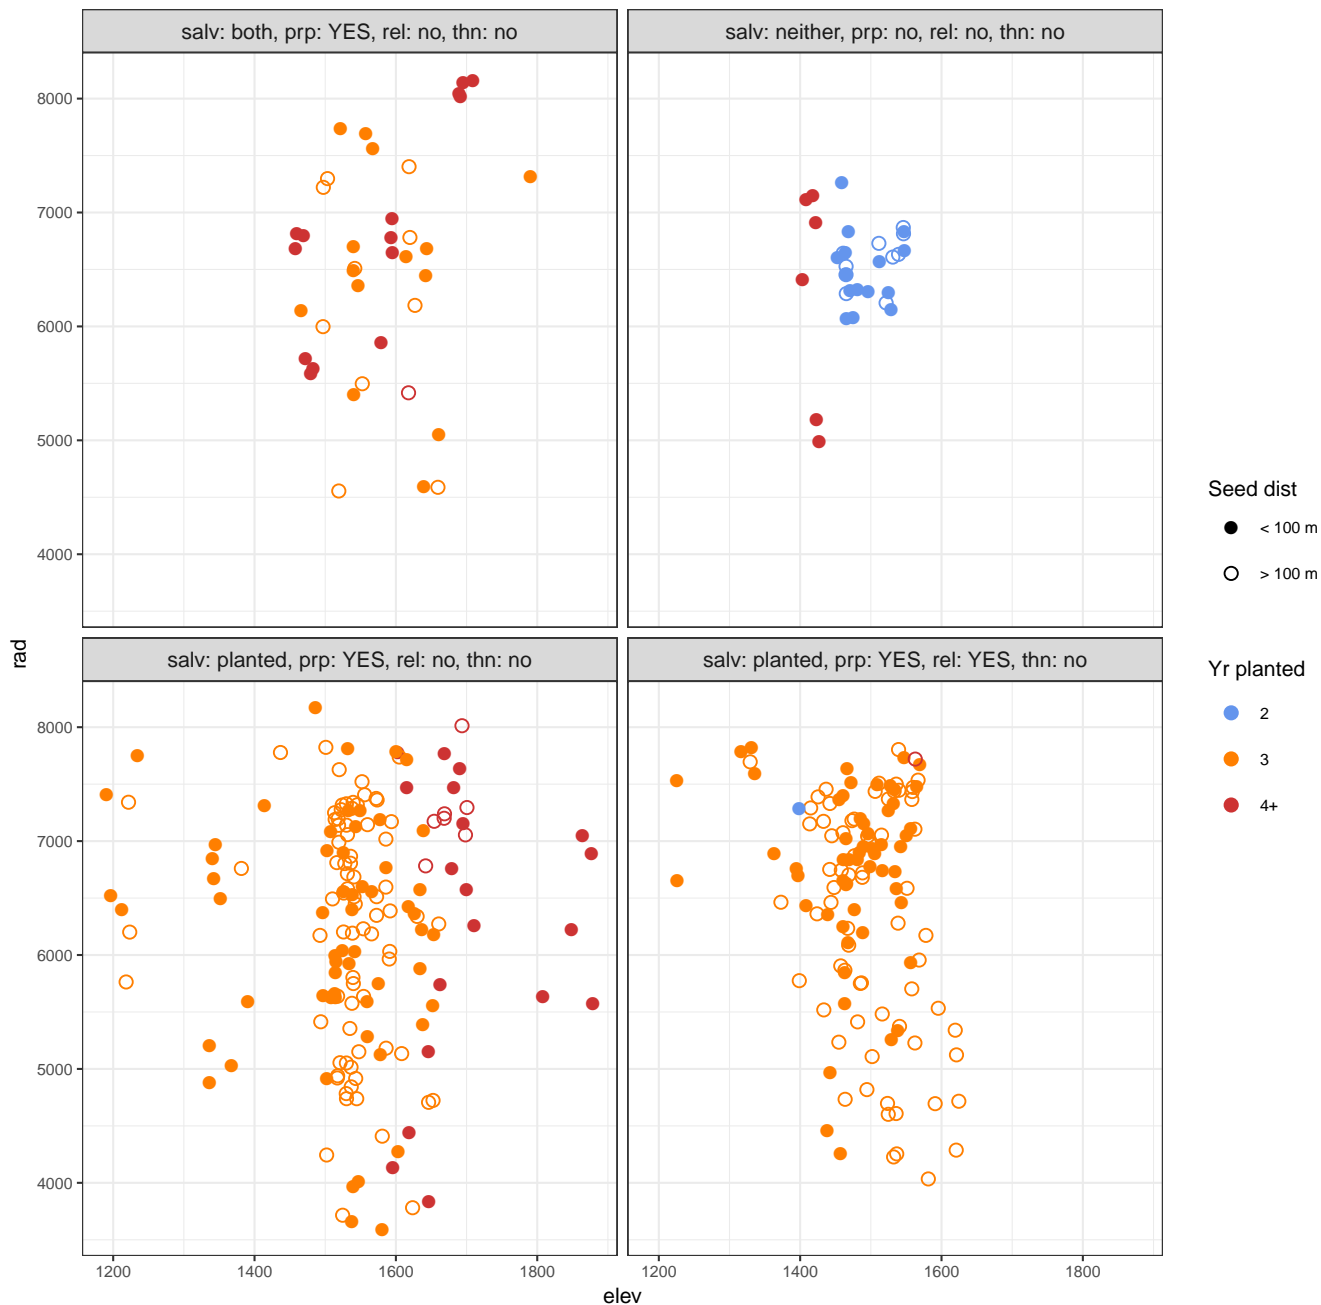 salv: both, prp: YES, rel: no, thn: no
salv: neither, prp: no, rel: no, thn: no
8000
7000
6000
5000
4000
salv: planted, prp: YES, rel: no, thn: no
salv: planted, prp: YES, rel: YES, thn: no
8000
7000
6000
5000
4000
rad
1200 1400 1600 1800
1200 1400 1600 1800
elev
Seed dist
< 100 m
> 100 m
Yr planted
2
3
4+